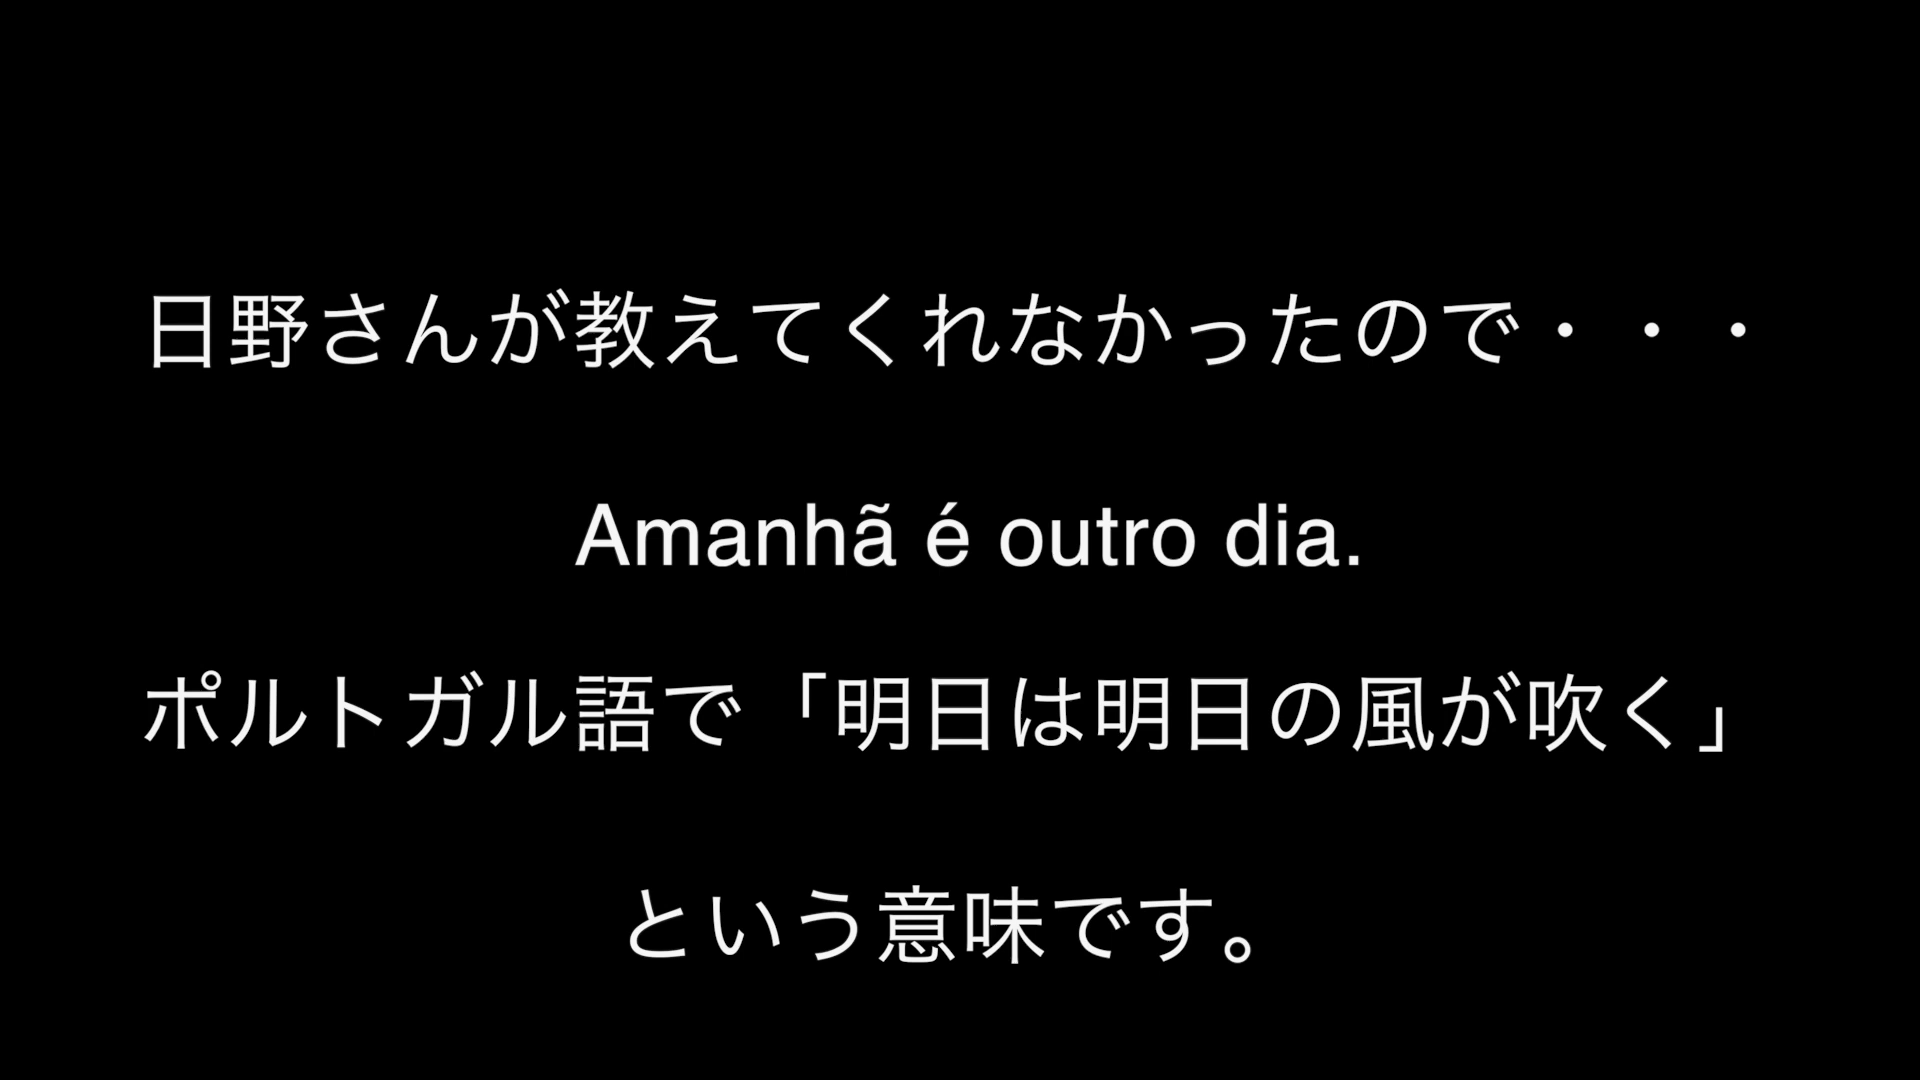 日野さんが教えてくれなかったので・・・
Amanhã é outro dia.
ポルトガル語で「明日は明日の風が吹く」
という意味です。